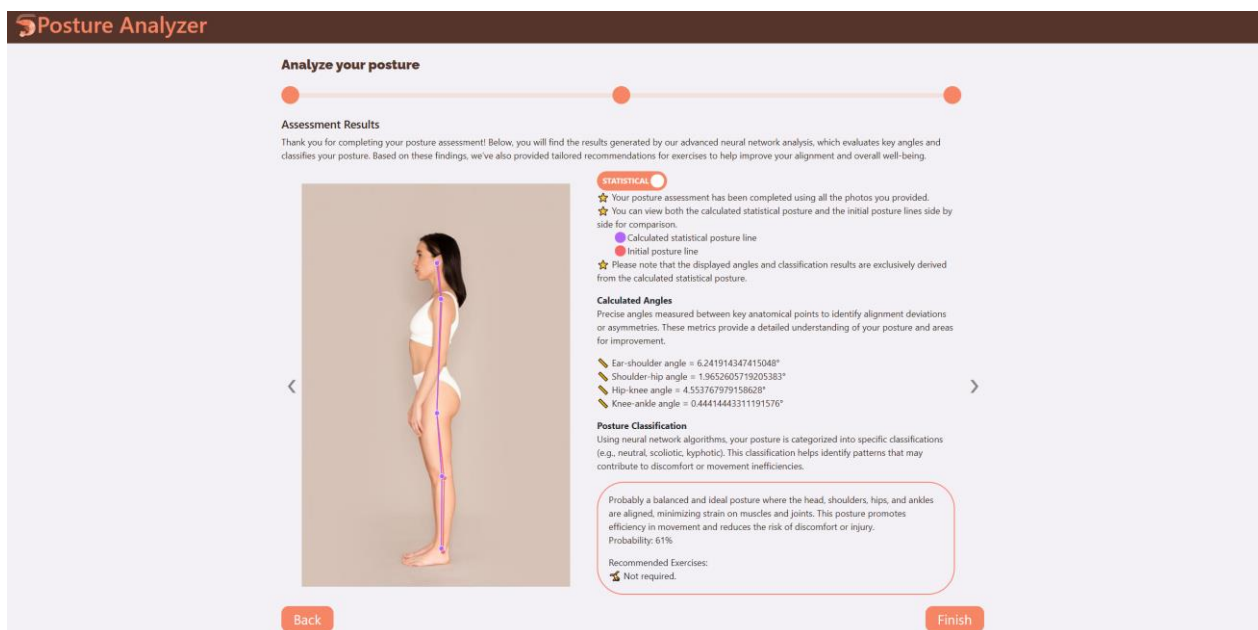 Posture Analyzer
Analyze your posture
Assessment Results
Thank you for completing your posture assessment! Below, you will find the results generated by our advanced neural network analysis, which evaluates key angles and
classifies your posture. Based on these findings, we've also provided tailored recommendations for exercises to help improve your alignment and overall well-being.
STATISTICAL
Your posture assessment has been completed using all the photos you provided.
You can view both the calculated statistical posture and the initial posture lines side by
side for comparison.
Calculated statistical posture line
Initial posture line
Please note that the displayed angles and classification results are exclusively derived
from the calculated statistical posture.
Calculated Angles
Precise angles measured between key anatomical points to identify alignment deviations
or asymmetries. These metrics provide a detailed understanding of your posture and areas
for improvement.
Ear-shoulder angle = 6.241914347415048°
Shoulder-hip angle = 1.9652605719205383°
Hip-knee angle = 4.553767979158628°
Knee-ankle angle = 0.44414443311191576°
Posture Classification
Using neural network algorithms, your posture is categorized into specific classifications
(e.g., neutral, scoliotic, kyphotic). This classification helps identify patterns that may
contribute to discomfort or movement inefficiencies.
Probably a balanced and ideal posture where the head, shoulders, hips, and ankles
are aligned, minimizing strain on muscles and joints. This posture promotes
efficiency in movement and reduces the risk of discomfort or injury.
Probability: 61%
Recommended Exercises:
Not required.
Back
Finish